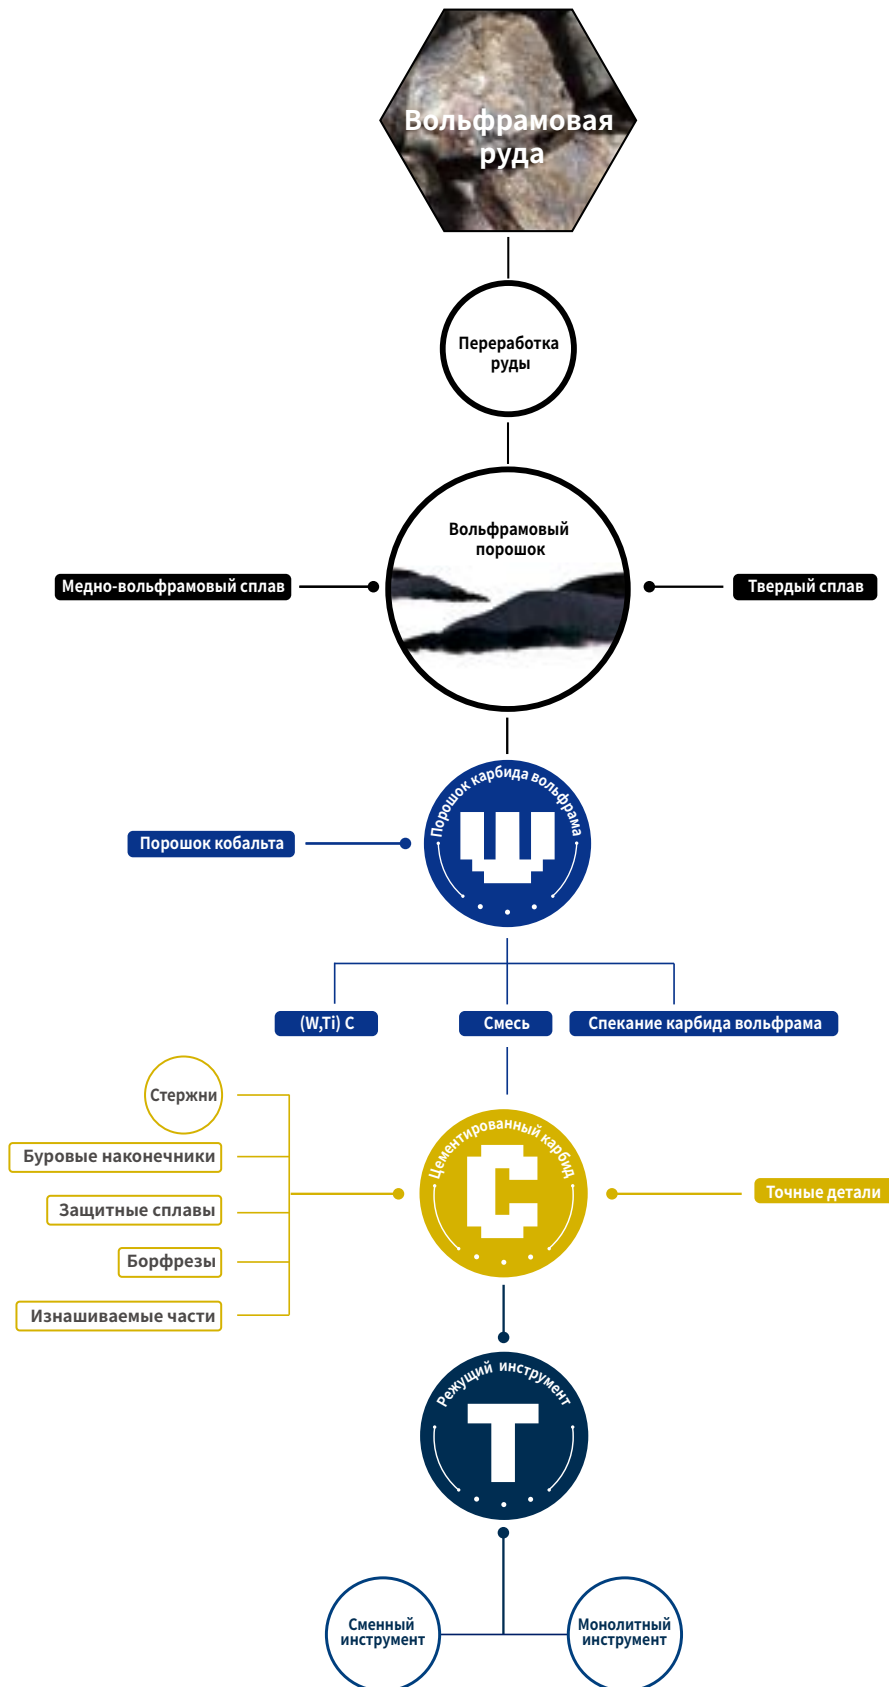 Вольфрамовая
руда
Переработка
руды
Вольфрамовый
порошок
Медно-вольфрамовый сплав
Твердый сплав
Порошок карбида вольфрама
W
Порошок кобальта
(W,Ti) C
Смесь
Спекание карбида вольфрама
Стержни
Буровые наконечники
Защитные сплавы
Борфрезы
Изнашиваемые части
Цементированный карбид
C
Точные детали
Режущий инструмент
T
Сменный
инструмент
Монолитный
инструмент